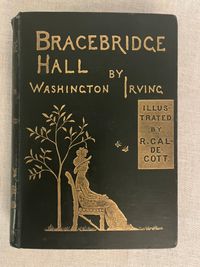 BRACEBRIDGE
HALL BY
WASHINGTON IRVING
ILLUS-
TRATED
BY
R. CAL-
DE
COTT